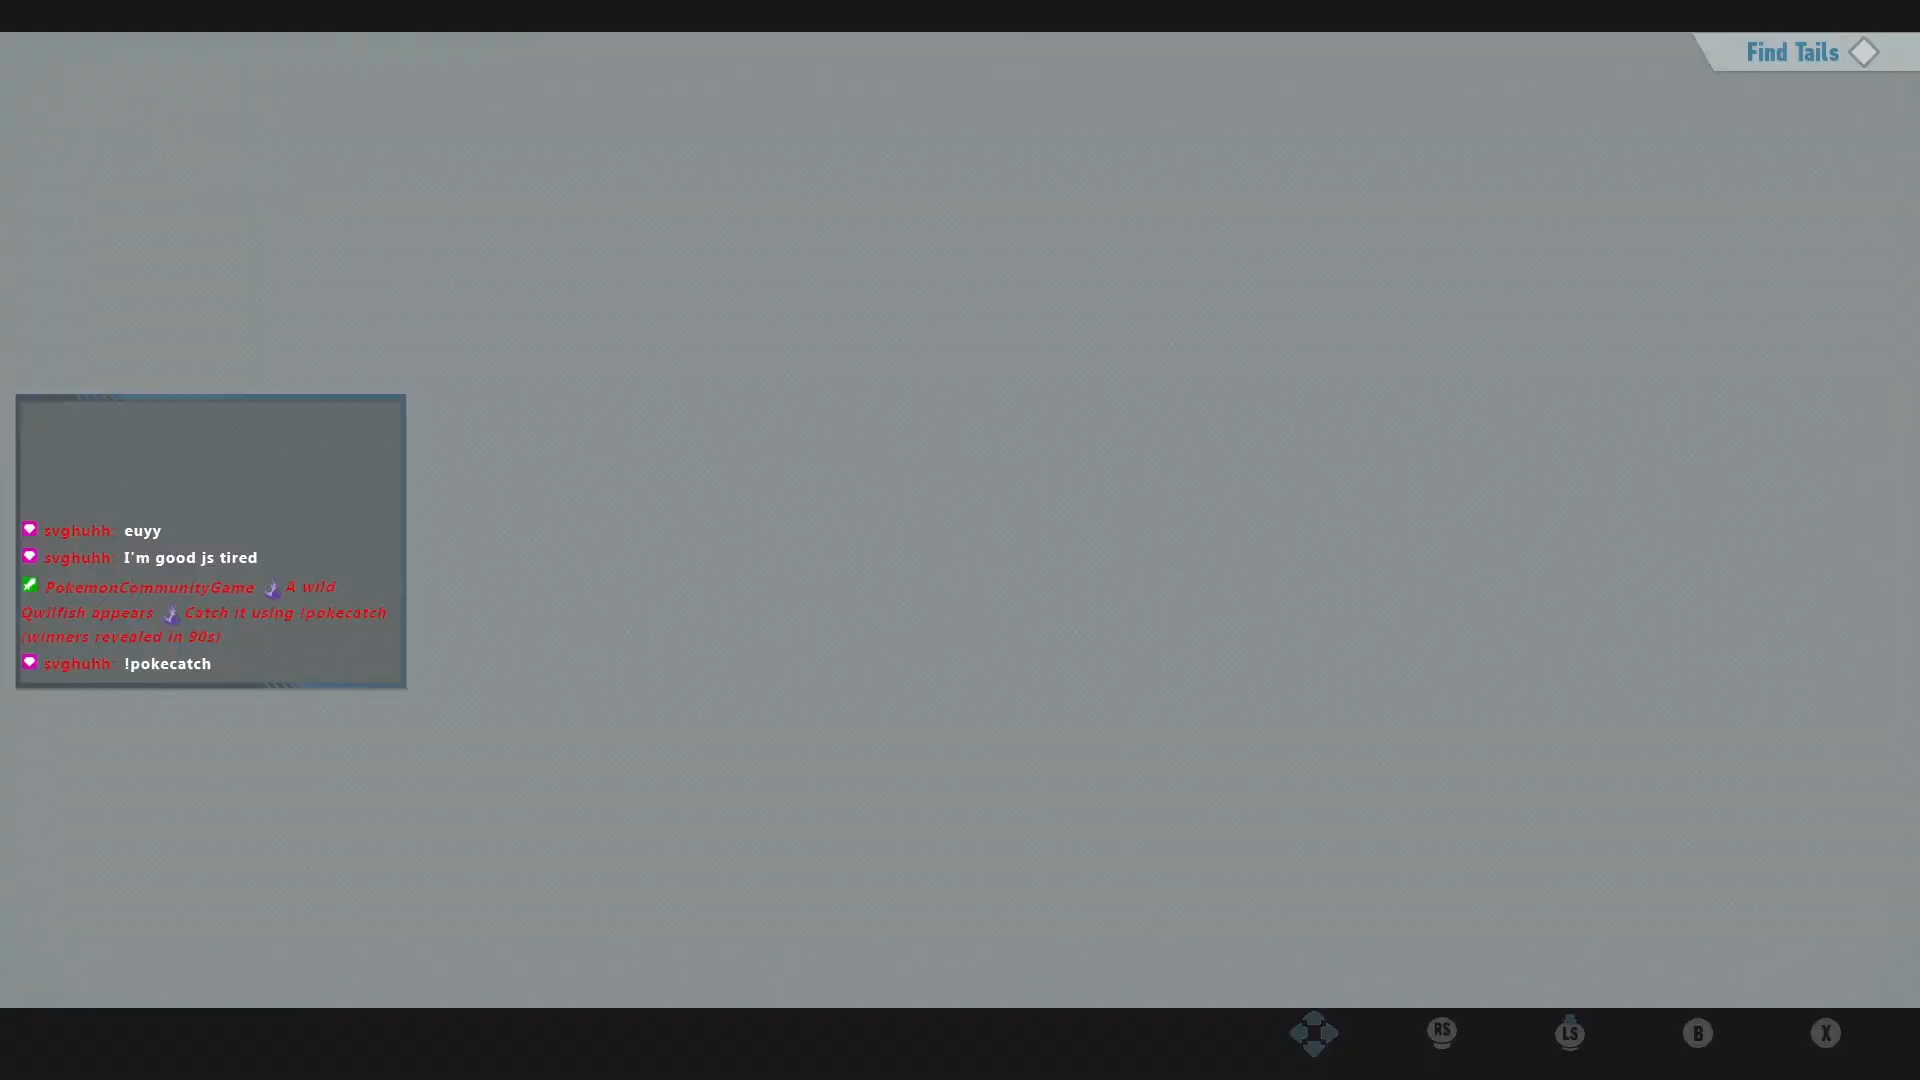 Find Tails
svghuhh: euyy
svghuhh: I'm good js tired
PokemonCommunityGame A wild
Qwilfish appears Catch it using !pokecatch
(winners revealed in 90s)
svghuhh: !pokecatch
RS LS B X